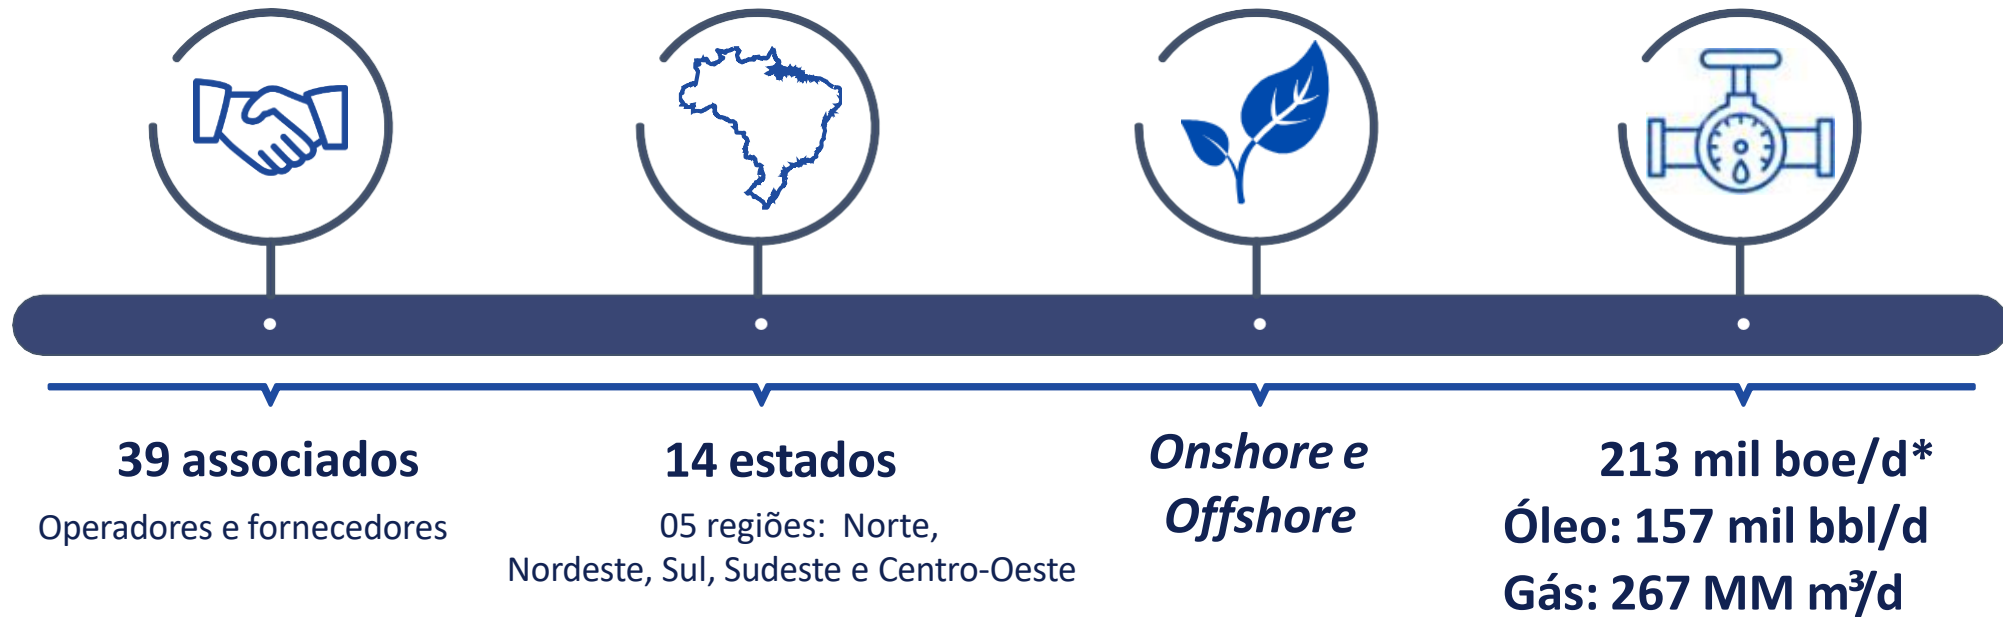 39 associados
Operadores e fornecedores
14 estados
05 regiões: Norte,
Nordeste, Sul, Sudeste e Centro-Oeste
Onshore e
Offshore
213 mil boe/d*
Óleo: 157 mil bbl/d
Gás: 267 MM m³/d